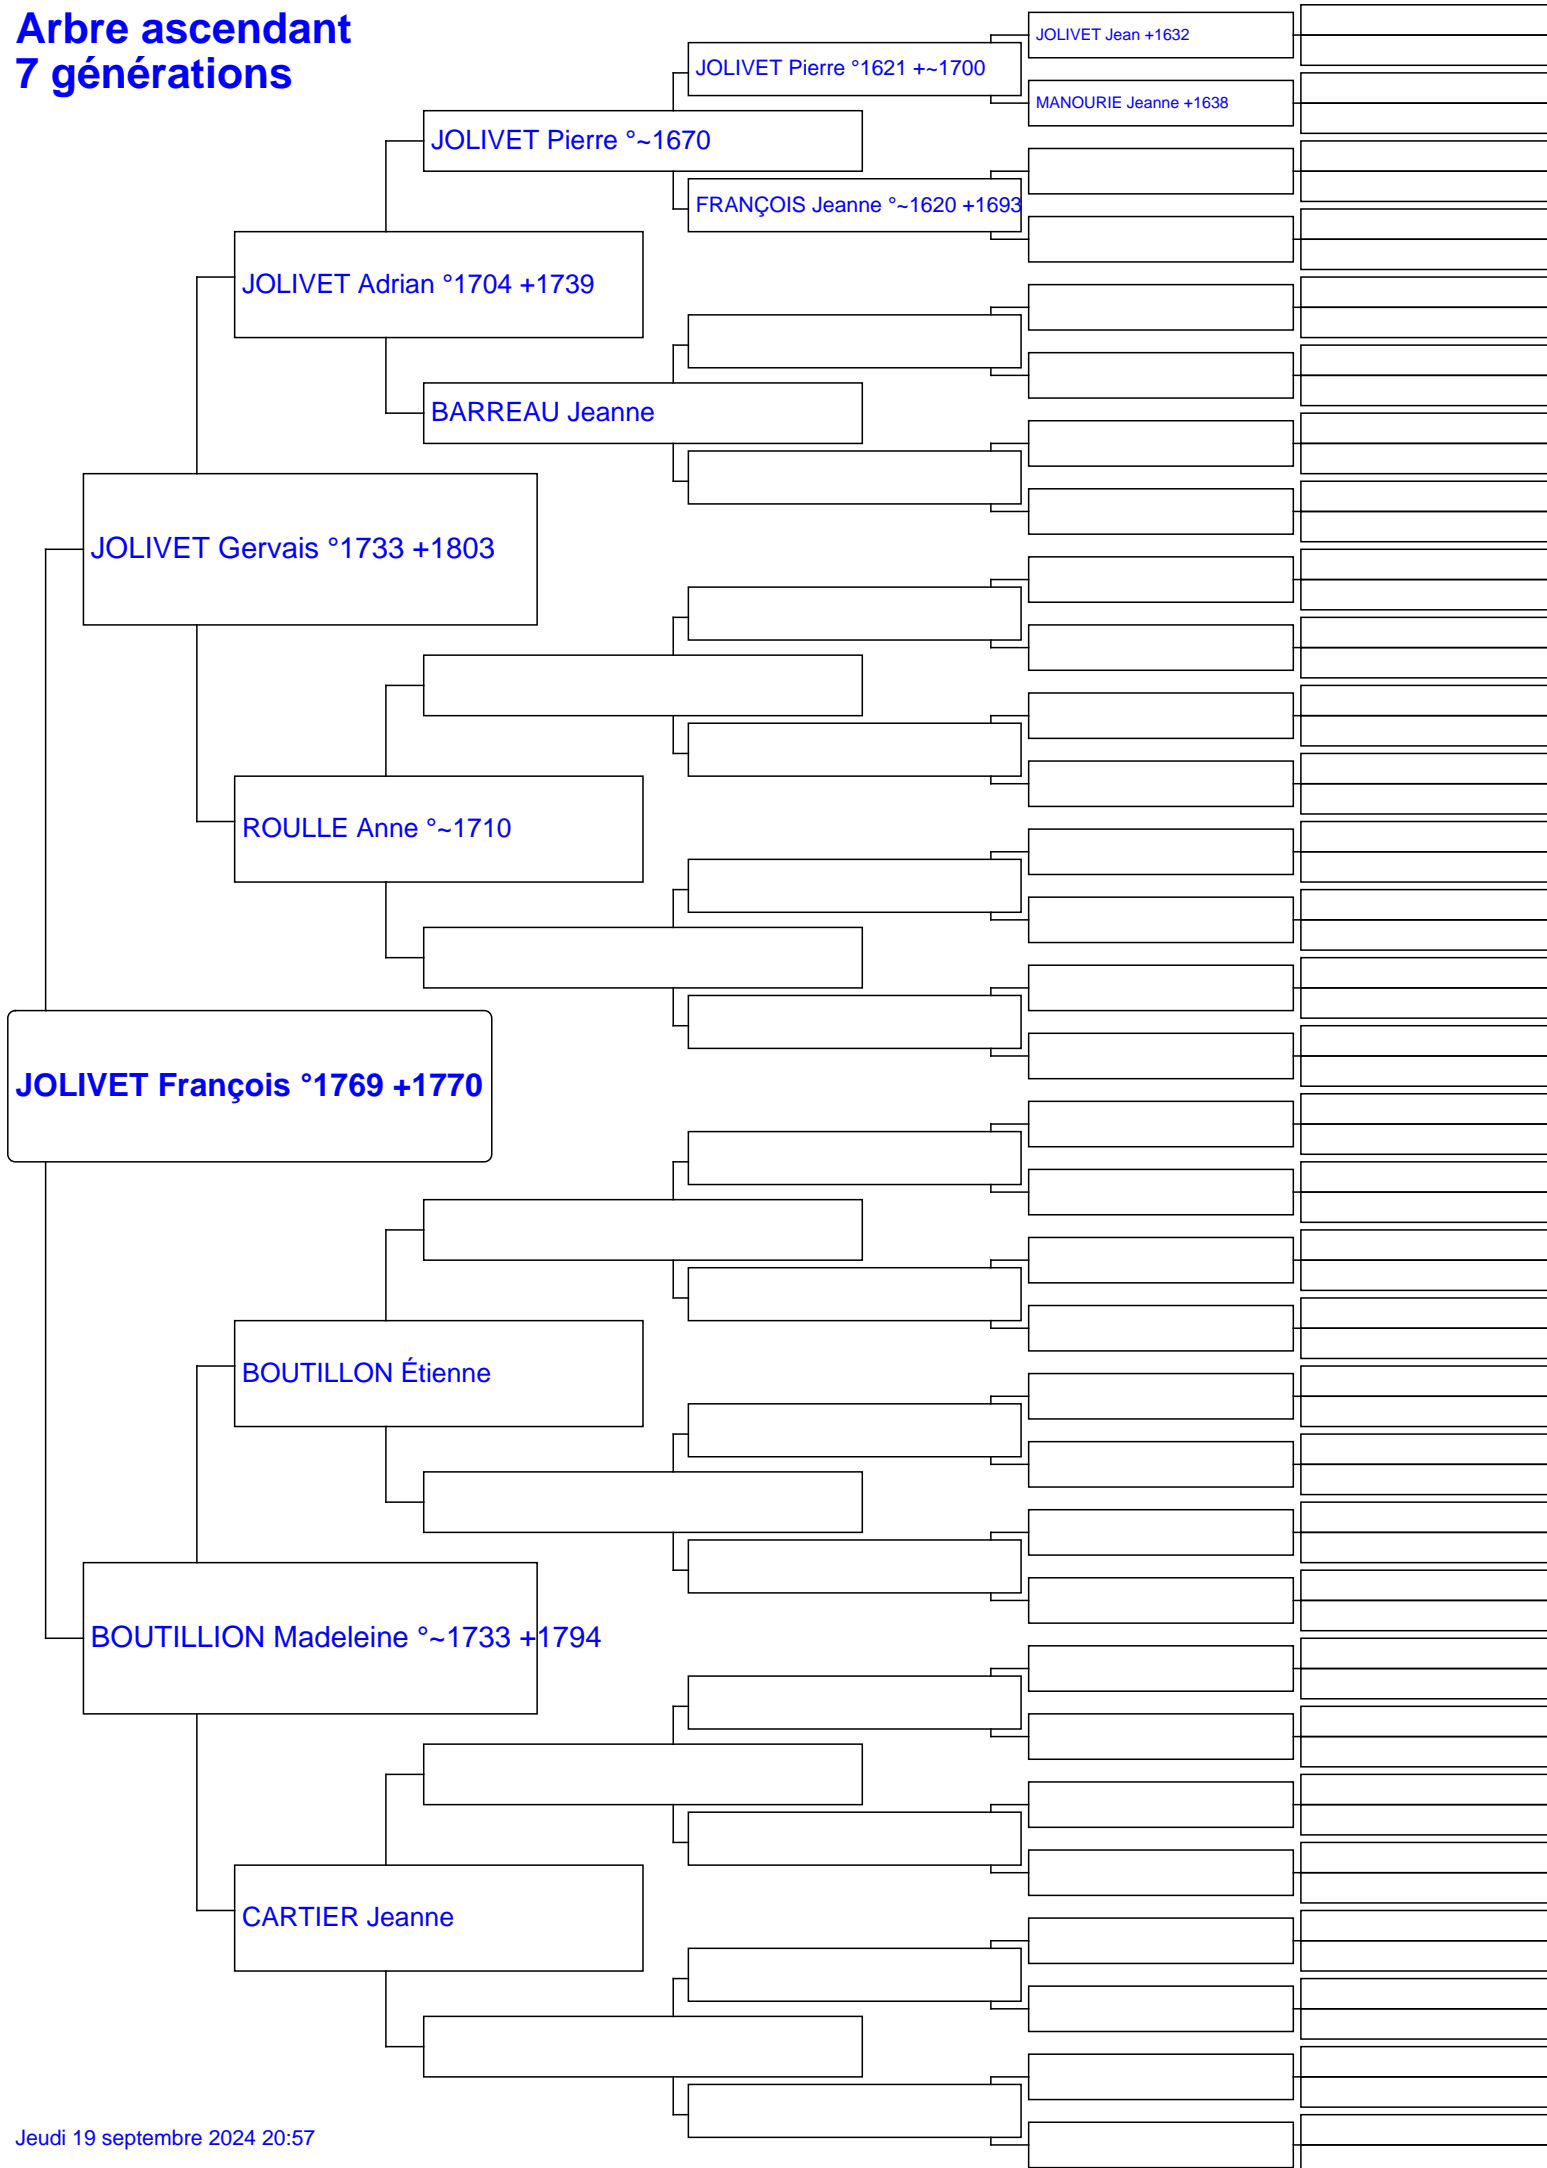 Arbre ascendant
7 générations
JOLIVET Jean +1632
JOLIVET Pierre °1621 +~1700
MANOURIE Jeanne +1638
JOLIVET Pierre °~1670
FRANÇOIS Jeanne °~1620 +1693
JOLIVET Adrian °1704 +1739
BARREAU Jeanne
JOLIVET Gervais °1733 +1803
ROULLE Anne °~1710
JOLIVET François °1769 +1770
BOUTILLON Étienne
BOUTILLION Madeleine °~1733 +1794
CARTIER Jeanne
Jeudi 19 septembre 2024 20:57